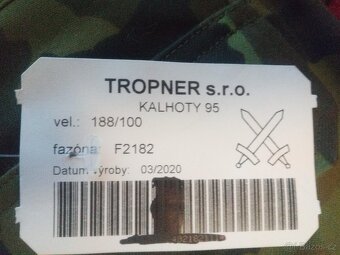 TROPNER s.r.o.
KALHOTY 95
vel.: 188/100
fazóna: F2182
Datum výroby: 03/2020